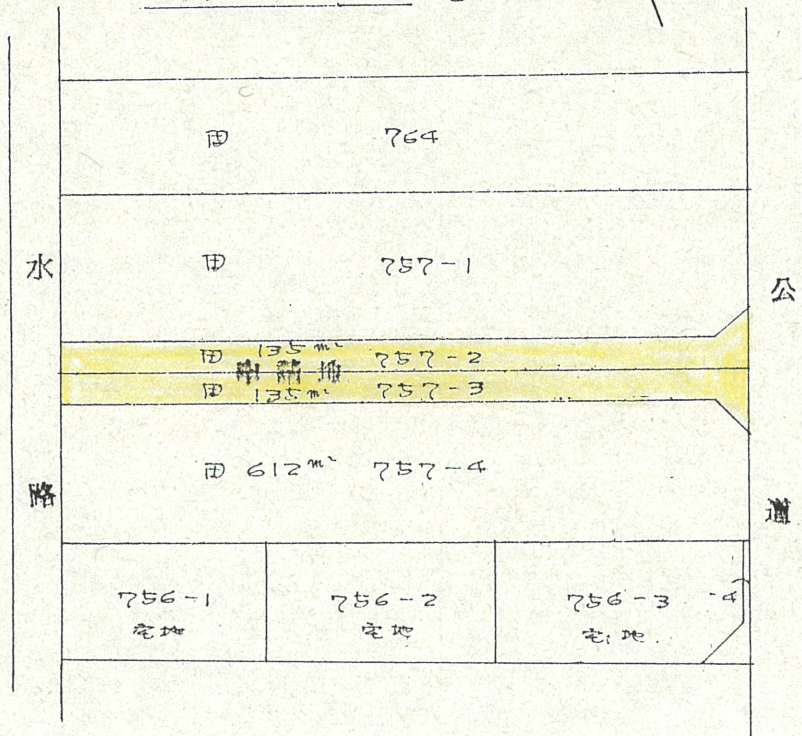 田 764
田 757-1
水路
公道
田 135m² 757-2
申請地
田 135m² 757-3
田 612m² 757-4
756-1 756-2 756-3 -4
宅地 宅地 宅地